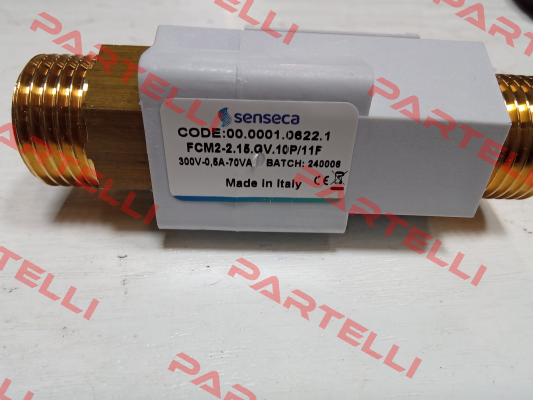 PARTELLI
senseca
CODE:00.0001.0622.1
FCM2-2.15.GV.10P/11F
300V-0,5A-70VA BATCH: 240006
Made in Italy CE
PARTELLI
PARTELLI
PARTELLI
PARTELLI